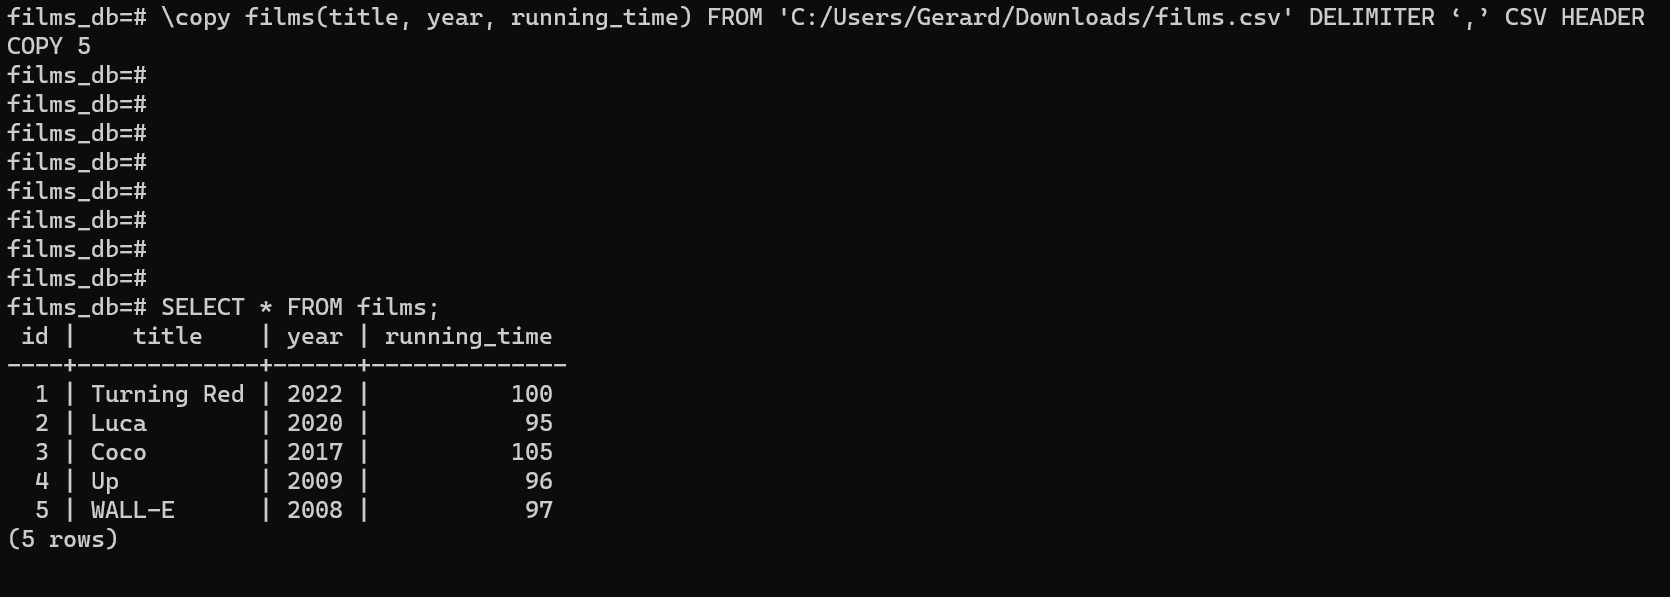 films_db=# \copy films(title, year, running_time) FROM 'C:/Users/Gerard/Downloads/films.csv' DELIMITER ‘,’ CSV HEADER
COPY 5
films_db=#
films_db=#
films_db=#
films_db=#
films_db=#
films_db=#
films_db=#
films_db=#
films_db=# SELECT * FROM films;
 id |    title    | year | running_time
----+-------------+------+--------------
  1 | Turning Red | 2022 |          100
  2 | Luca        | 2020 |           95
  3 | Coco        | 2017 |          105
  4 | Up          | 2009 |           96
  5 | WALL-E      | 2008 |           97
(5 rows)